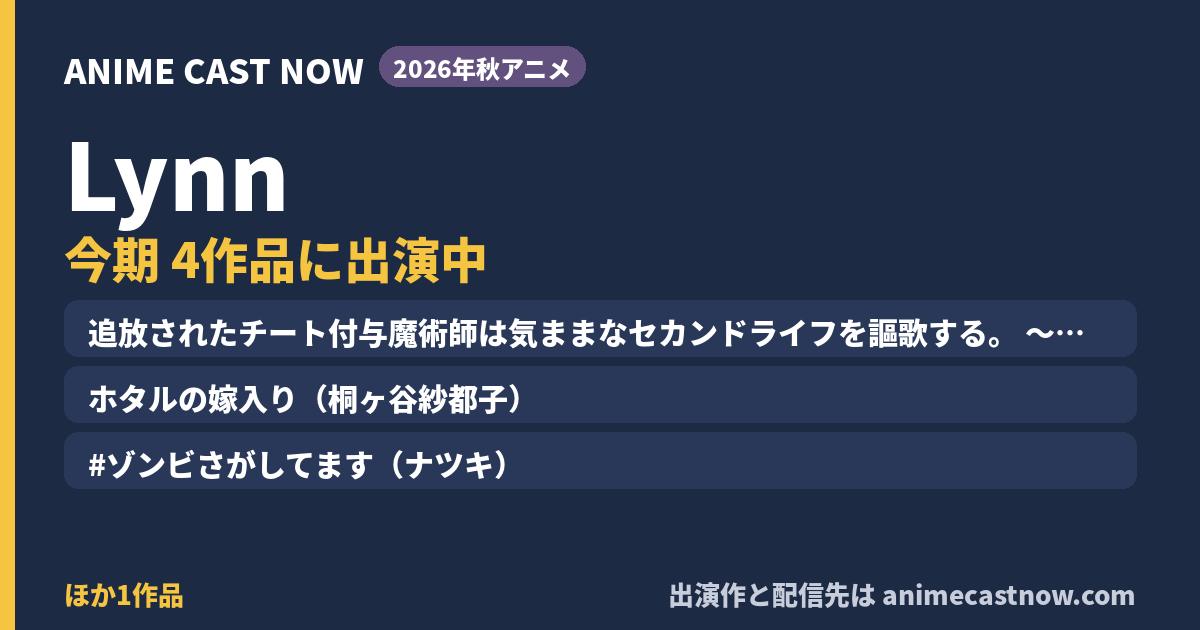 ANIME CAST NOW 2026年秋アニメ
Lynn
今期 4作品に出演中
追放されたチート付与魔術師は気ままなセカンドライフを謳歌する。 〜…
ホタルの嫁入り（桐ヶ谷紗都子）
#ゾンビさがしてます（ナツキ）
ほか1作品
出演作と配信先は animecastnow.com